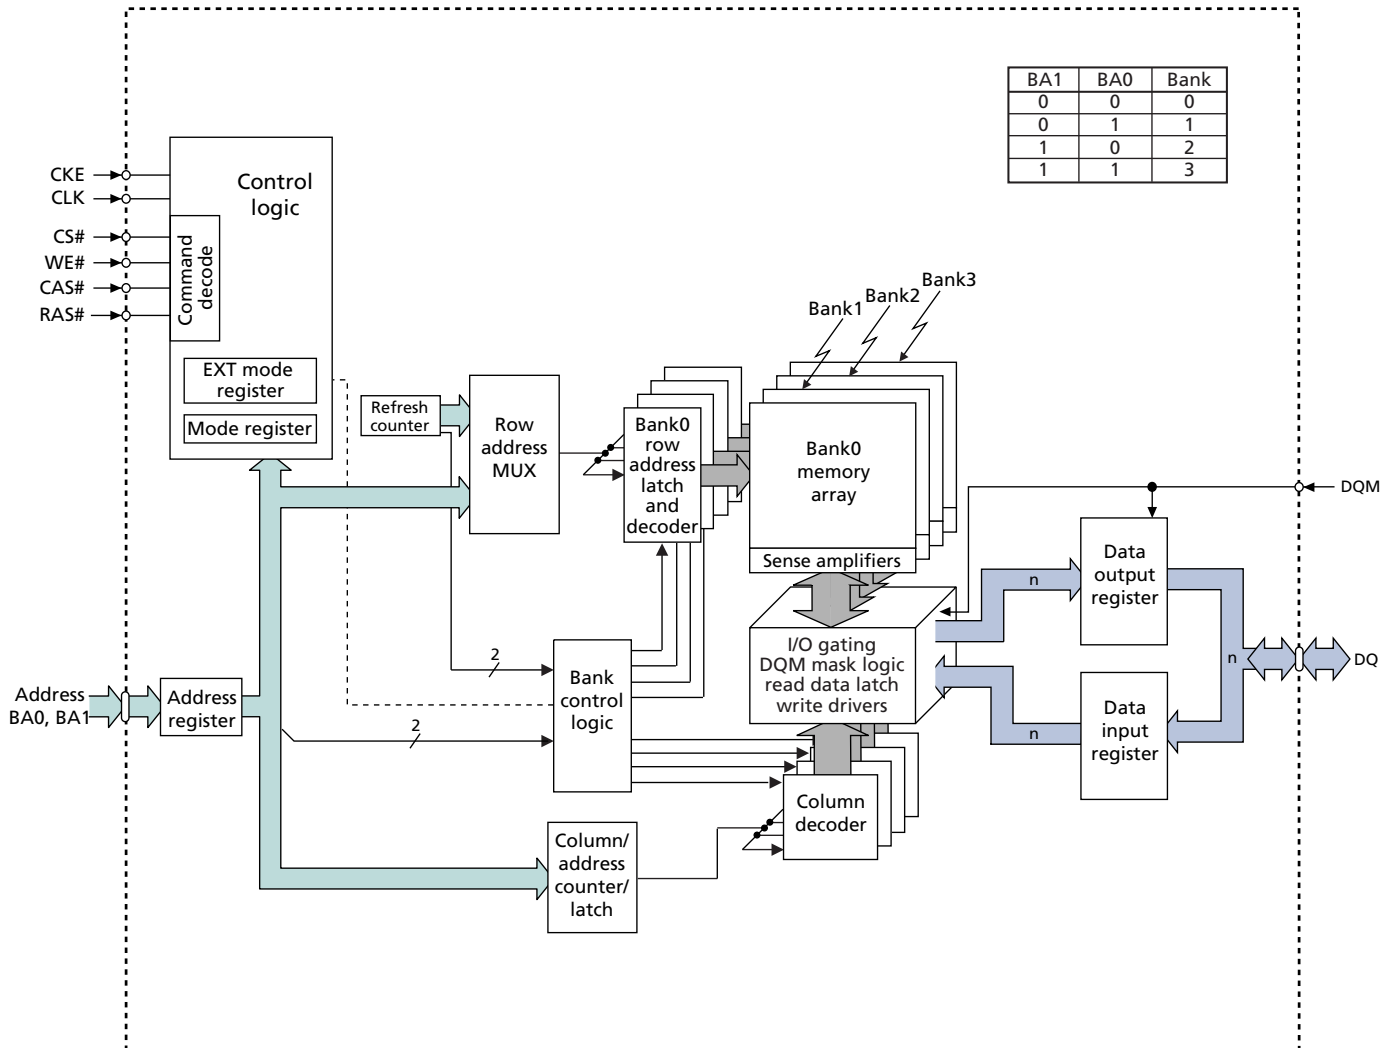 BA1 BA0 Bank
0 0 0
0 1 1
1 0 2
1 1 3
CKE
CLK
CS#
WE#
CAS#
RAS#
Control
logic
Command
decode
EXT mode
register
Mode register
Refresh
counter
Row
address
MUX
Bank0
row
address
latch
and
decoder
Bank1
Bank2
Bank3
Bank0
memory
array
Sense amplifiers
DQM
Data
output
register
n
I/O gating
DQM mask logic
read data latch
write drivers
n
DQ
Data
input
register
n
2
Bank
control
logic
2
Address
BA0, BA1
Address
register
Column
decoder
Column/
address
counter/
latch